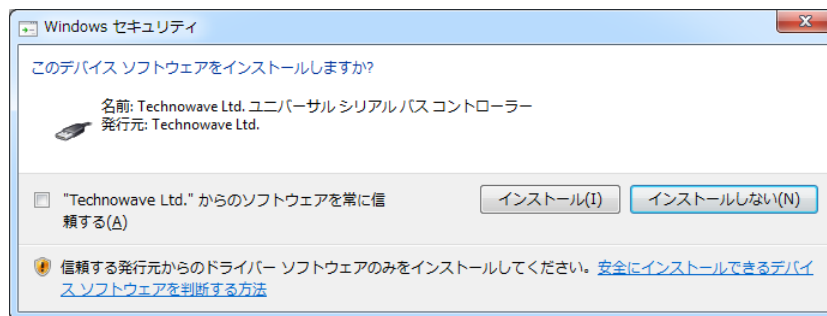 Windows セキュリティ
このデバイス ソフトウェアをインストールしますか?
名前: Technowave Ltd. ユニバーサル シリアル バス コントローラー
発行元: Technowave Ltd.
"Technowave Ltd." からのソフトウェアを常に信
頼する(A)
インストール(I)
インストールしない(N)
信頼する発行元からのドライバー ソフトウェアのみをインストールしてください。安全にインストールできるデバイ
ス ソフトウェアを判断する方法